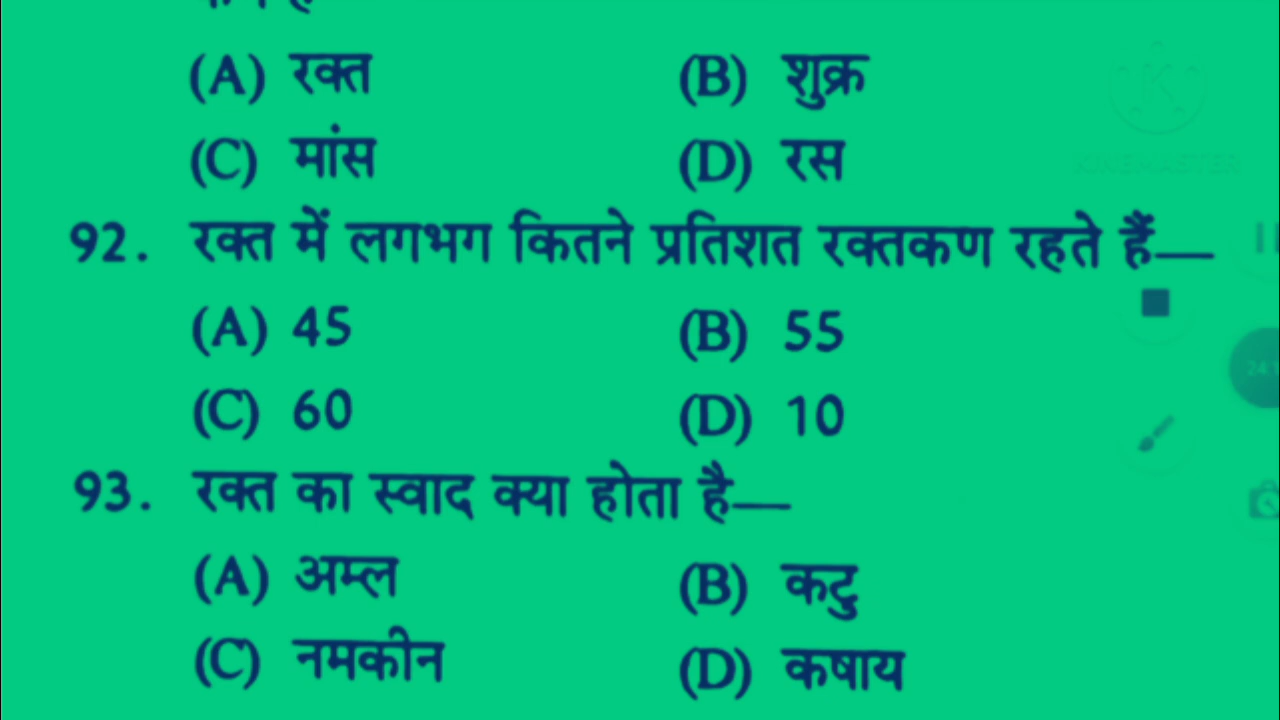 (A) रक्त (B) शुक्र
(C) मांस (D) रस
92. रक्त में लगभग कितने प्रतिशत रक्तकण रहते हैं—
(A) 45 (B) 55
(C) 60 (D) 10
93. रक्त का स्वाद क्या होता है—
(A) अम्ल (B) कटु
(C) नमकीन (D) कषाय
KINEMASTER